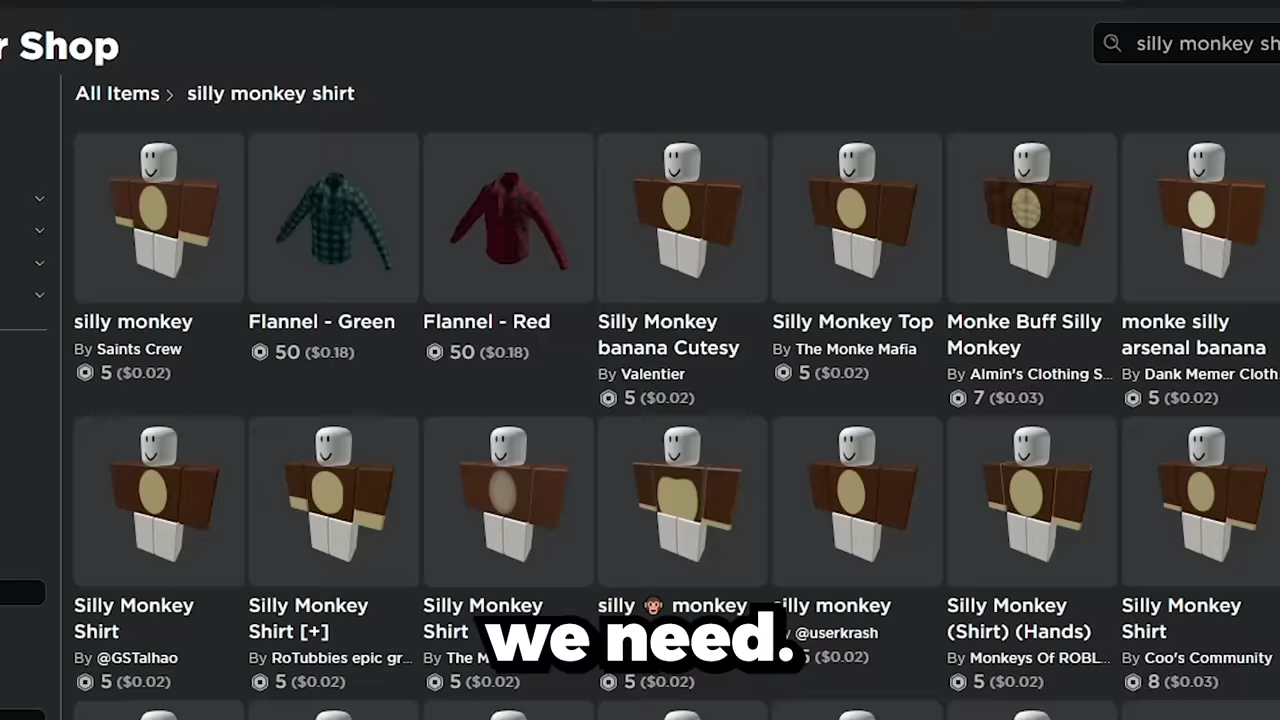 r Shop
silly monkey sh
All Items > silly monkey shirt
silly monkey
By Saints Crew
5 ($0.02)
Flannel - Green
50 ($0.18)
Flannel - Red
50 ($0.18)
Silly Monkey
banana Cutesy
By Valentier
5 ($0.02)
Silly Monkey Top
By The Monke Mafia
5 ($0.02)
Monke Buff Silly
Monkey
By Almin's Clothing S...
7 ($0.03)
monke silly
arsenal banana
By Dank Memer Cloth
5 ($0.02)
Silly Monkey
Shirt
By @GSTalhao
5 ($0.02)
Silly Monkey
Shirt [+]
By RoTubbies epic gr...
5 ($0.02)
Silly Monkey
Shirt
By The M
5 ($0.02)
silly 🐵 monkey
5 ($0.02)
silly monkey
@userkrash
5 ($0.02)
Silly Monkey
(Shirt) (Hands)
By Monkeys Of ROBL...
5 ($0.02)
Silly Monkey
Shirt
By Coo's Community
8 ($0.03)
we need.